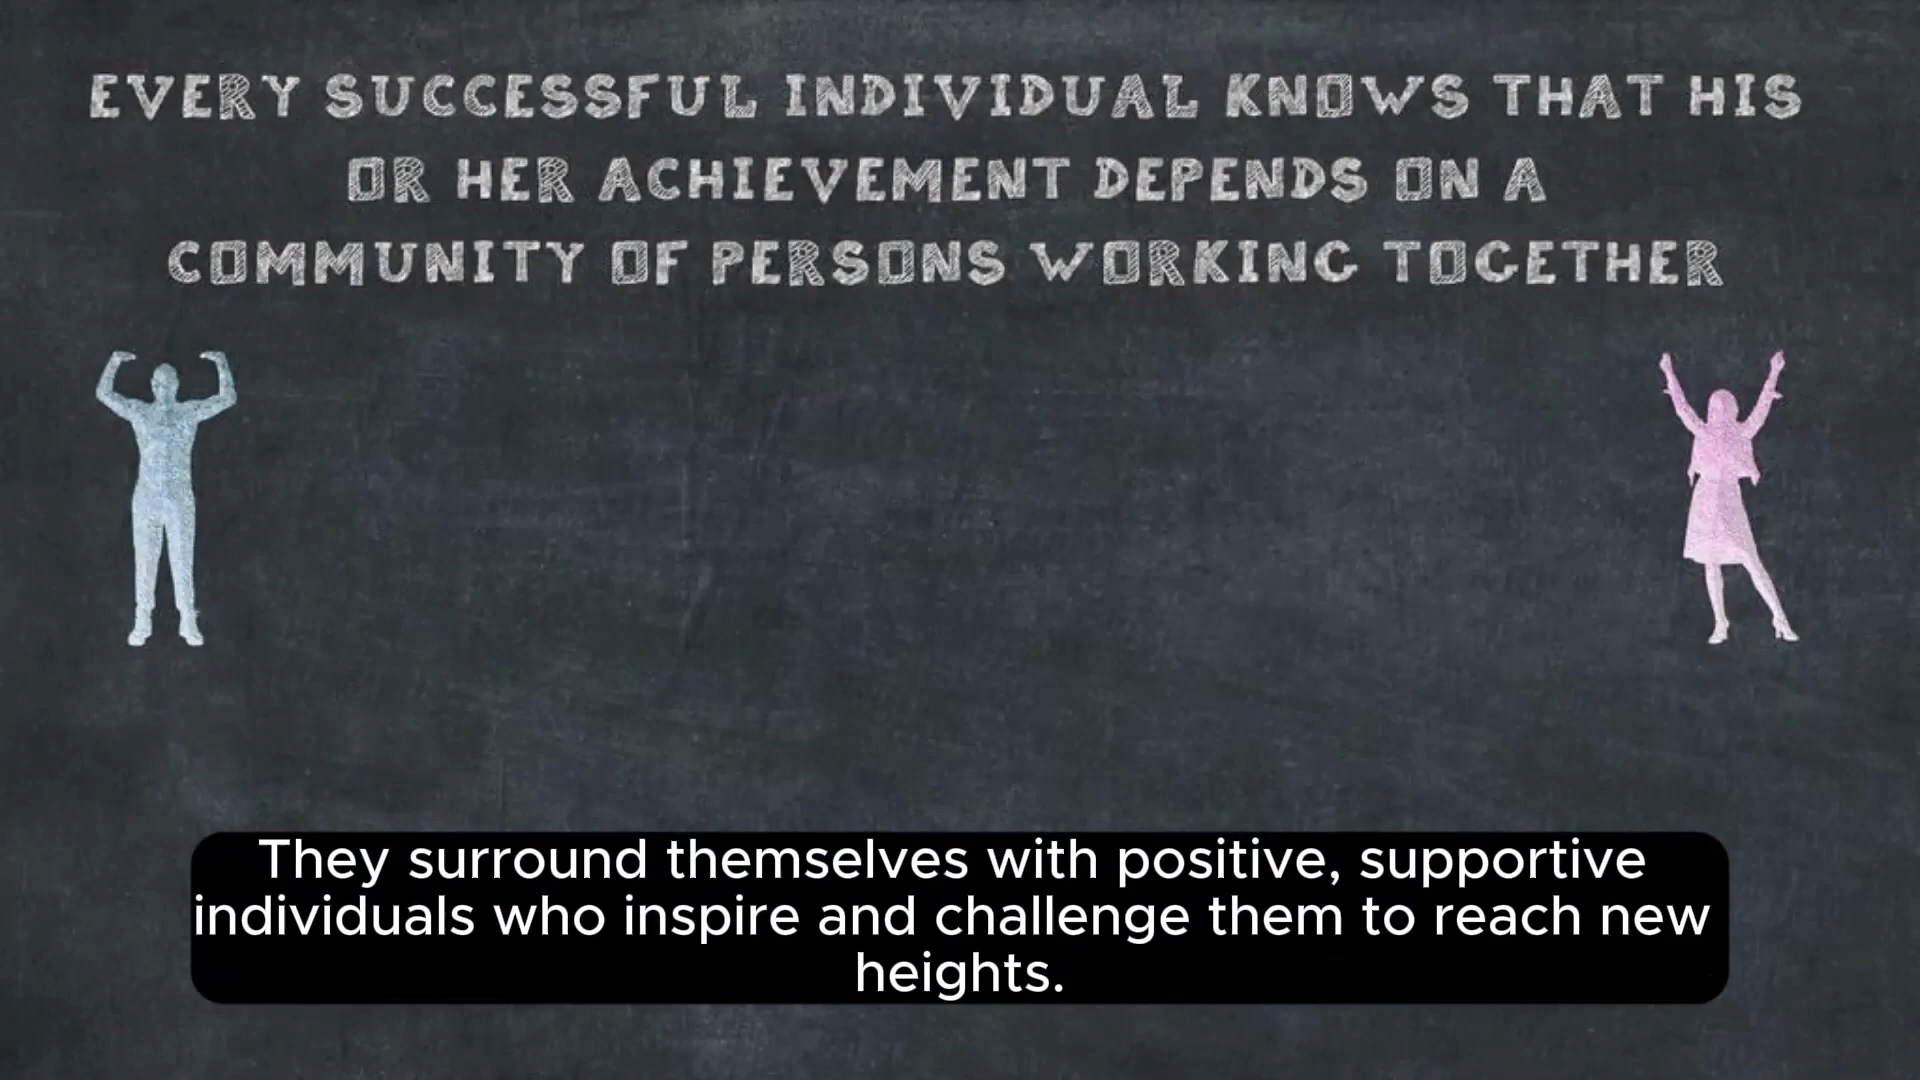 EVERY SUCCESSFUL INDIVIDUAL KNOWS THAT HIS
OR HER ACHIEVEMENT DEPENDS ON A
COMMUNITY OF PERSONS WORKING TOGETHER
They surround themselves with positive, supportive
individuals who inspire and challenge them to reach new
heights.